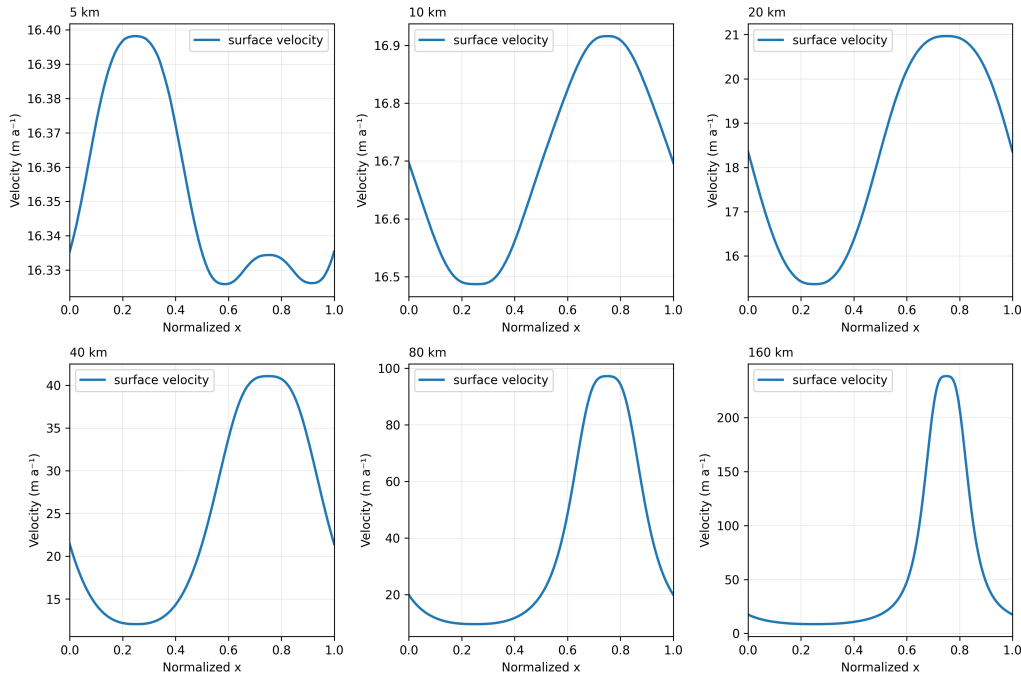 5 km
surface velocity
Velocity (m a⁻¹)
16.40
16.39
16.38
16.37
16.36
16.35
16.34
16.33
0.0 0.2 0.4 0.6 0.8 1.0
Normalized x
10 km
surface velocity
Velocity (m a⁻¹)
16.9
16.8
16.7
16.6
16.5
0.0 0.2 0.4 0.6 0.8 1.0
Normalized x
20 km
surface velocity
Velocity (m a⁻¹)
21
20
19
18
17
16
0.0 0.2 0.4 0.6 0.8 1.0
Normalized x
40 km
surface velocity
Velocity (m a⁻¹)
40
35
30
25
20
15
0.0 0.2 0.4 0.6 0.8 1.0
Normalized x
80 km
surface velocity
Velocity (m a⁻¹)
100
80
60
40
20
0.0 0.2 0.4 0.6 0.8 1.0
Normalized x
160 km
surface velocity
Velocity (m a⁻¹)
200
150
100
50
0
0.0 0.2 0.4 0.6 0.8 1.0
Normalized x